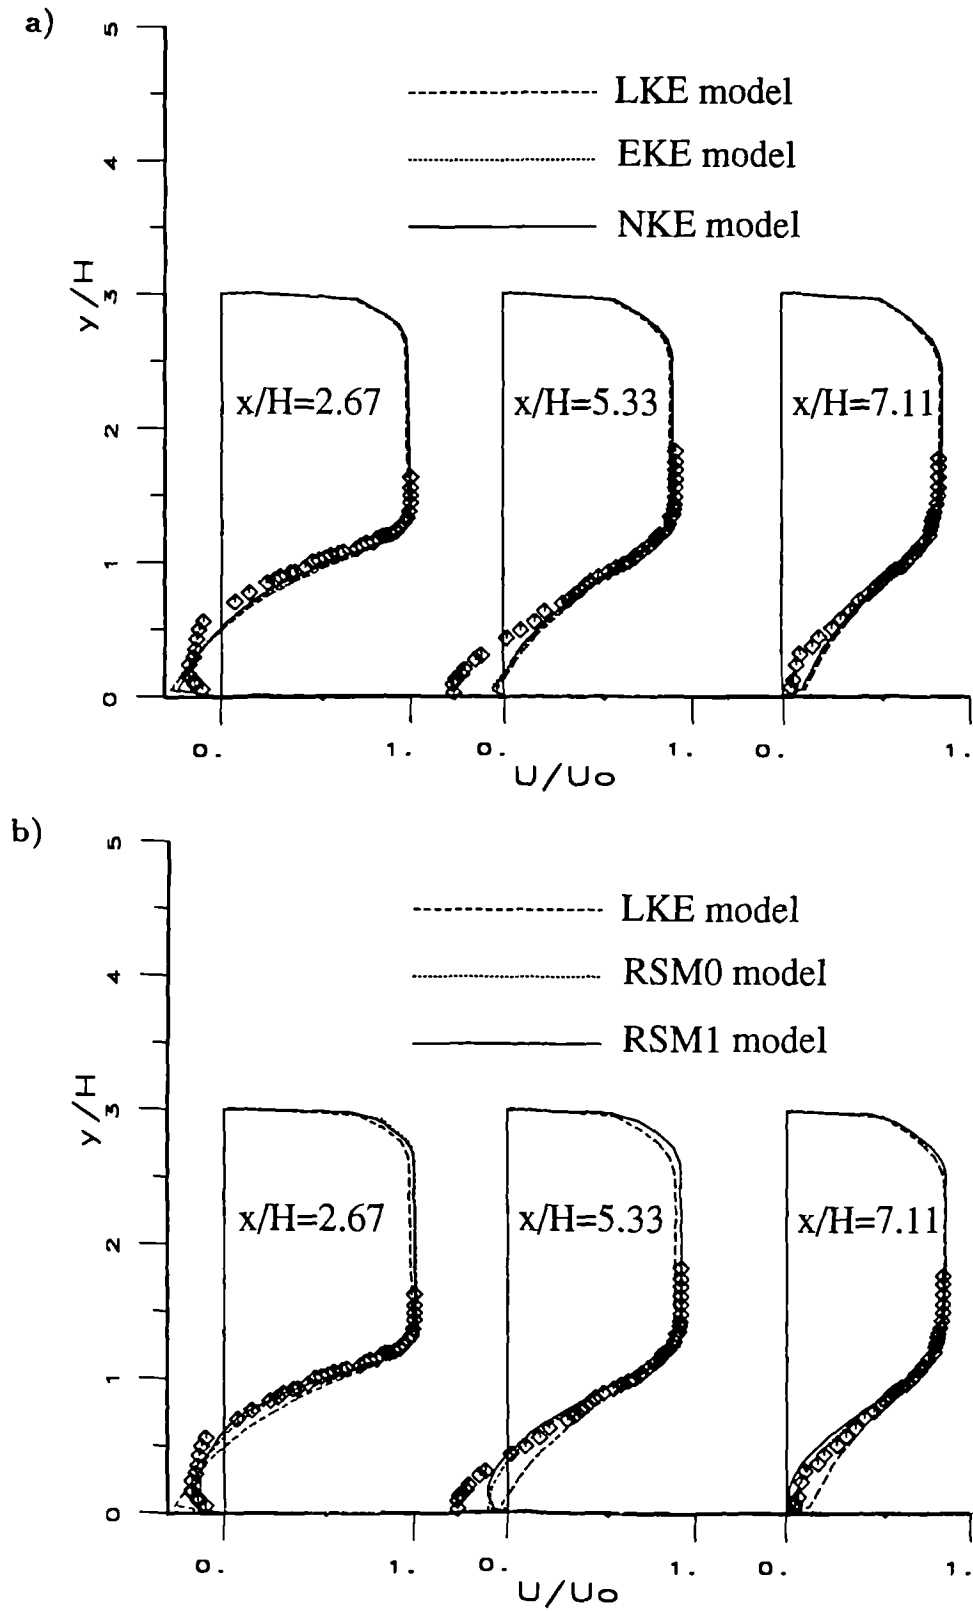 a)
5
LKE model
4
EKE model
NKE model
y/H
3
x/H=2.67
x/H=5.33
x/H=7.11
2
1
0
0.
1.
0.
1.
0.
1.
U/Uo
b)
5
LKE model
4
RSM0 model
RSM1 model
y/H
3
x/H=2.67
x/H=5.33
x/H=7.11
2
1
0
0.
1.
0.
1.
0.
1.
U/Uo